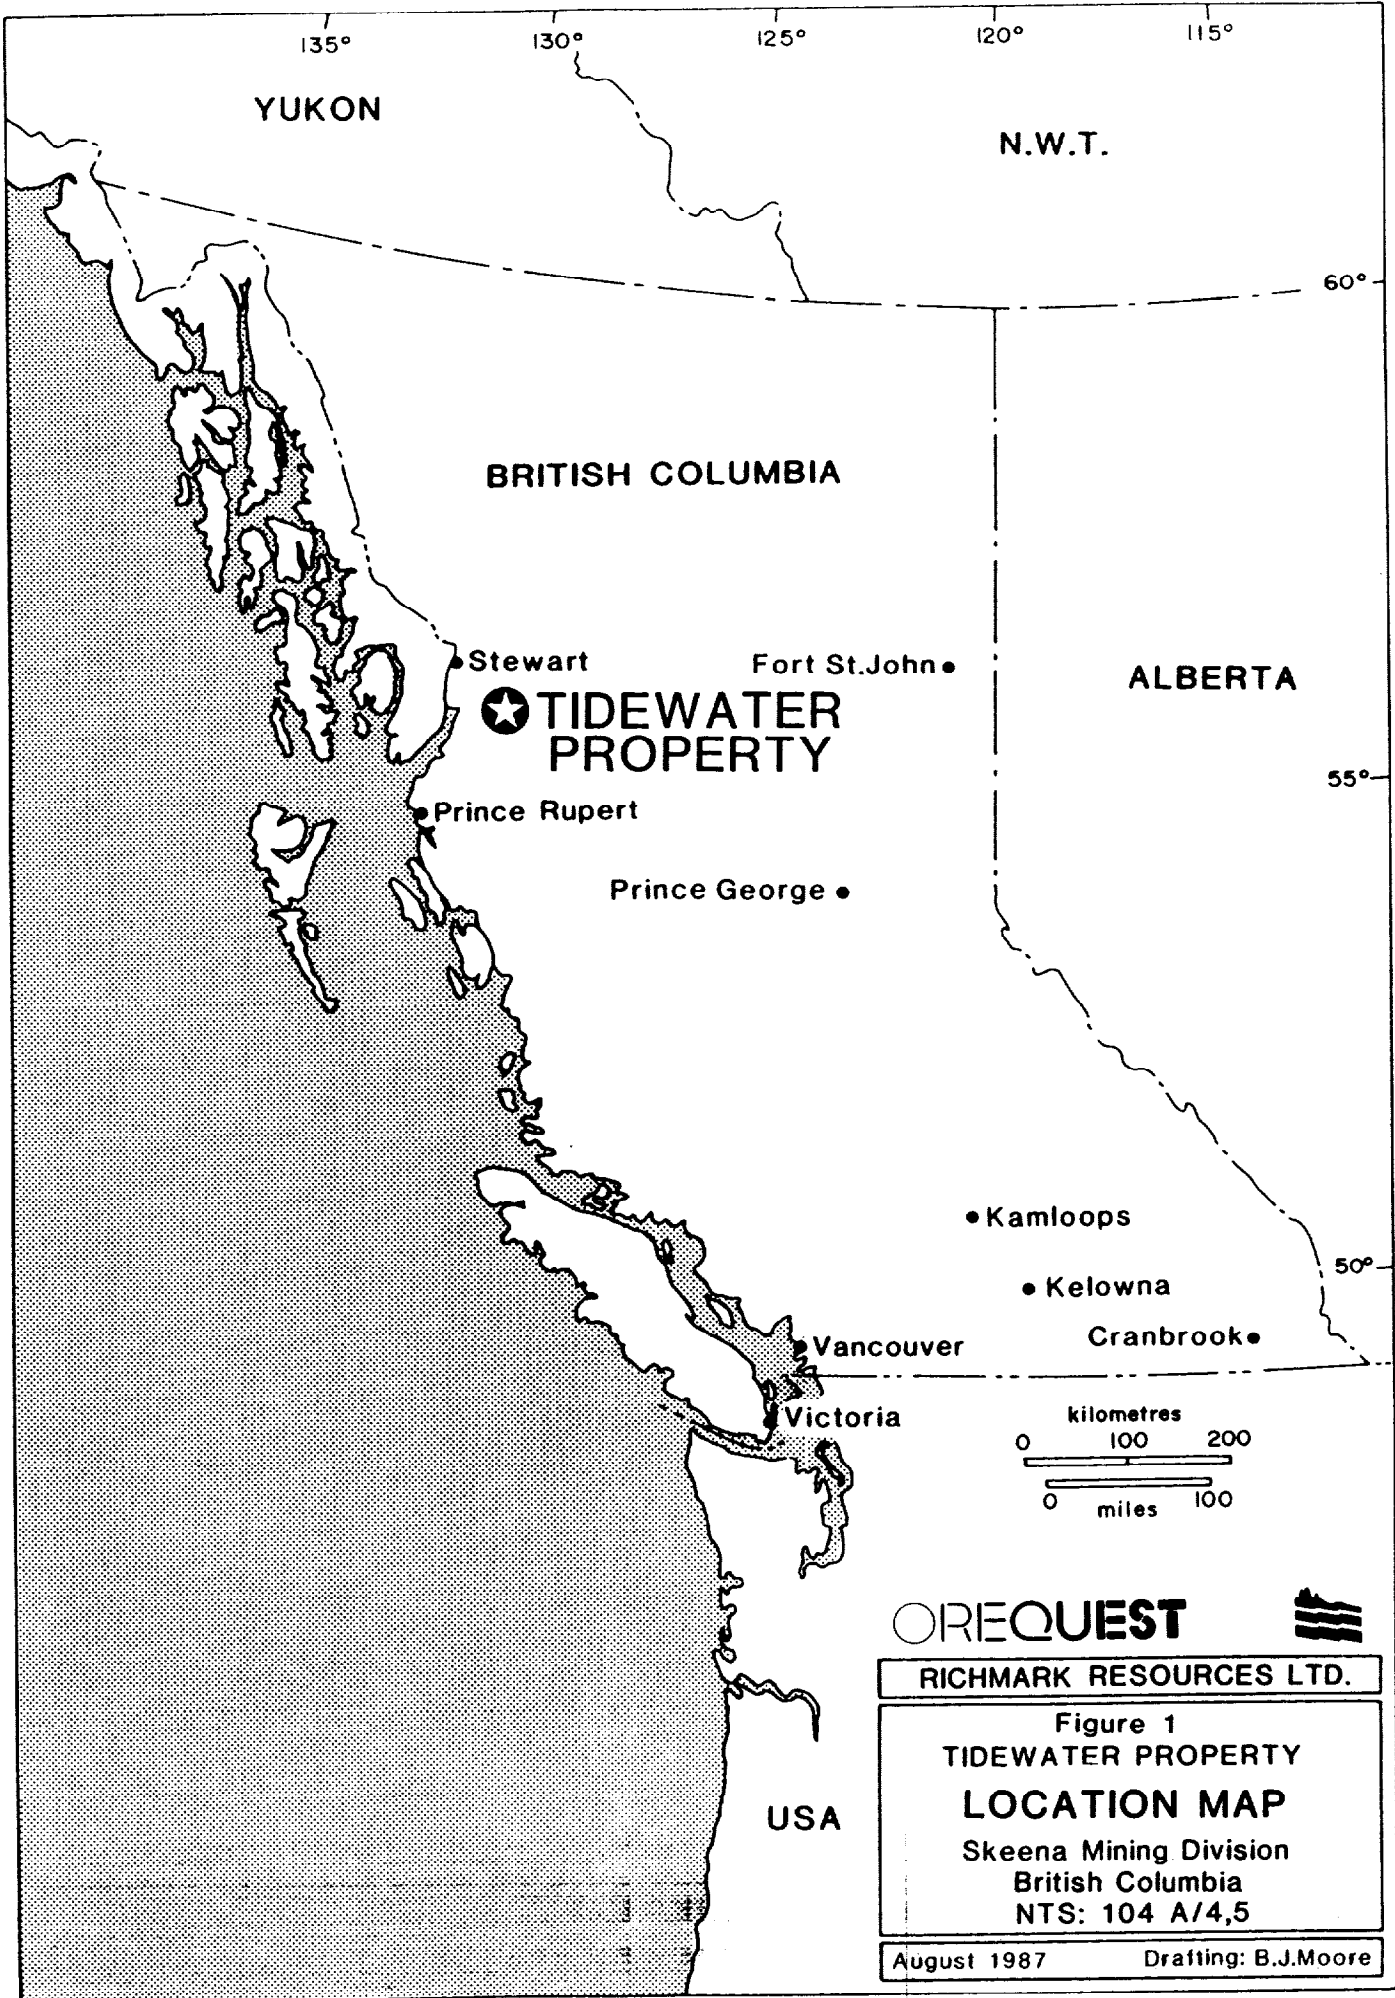 135°
130°
125°
120°
115°
YUKON
N.W.T.
60°
BRITISH COLUMBIA
Stewart
Fort St.John
ALBERTA
TIDEWATER
PROPERTY
55°
Prince Rupert
Prince George
Kamloops
50°
Kelowna
Cranbrook
Vancouver
Victoria
kilometres
0 100 200
0 miles 100
OREQUEST
RICHMARK RESOURCES LTD.
Figure 1
TIDEWATER PROPERTY
LOCATION MAP
USA
Skeena Mining Division
British Columbia
NTS: 104 A/4,5
August 1987 Drafting: B.J.Moore